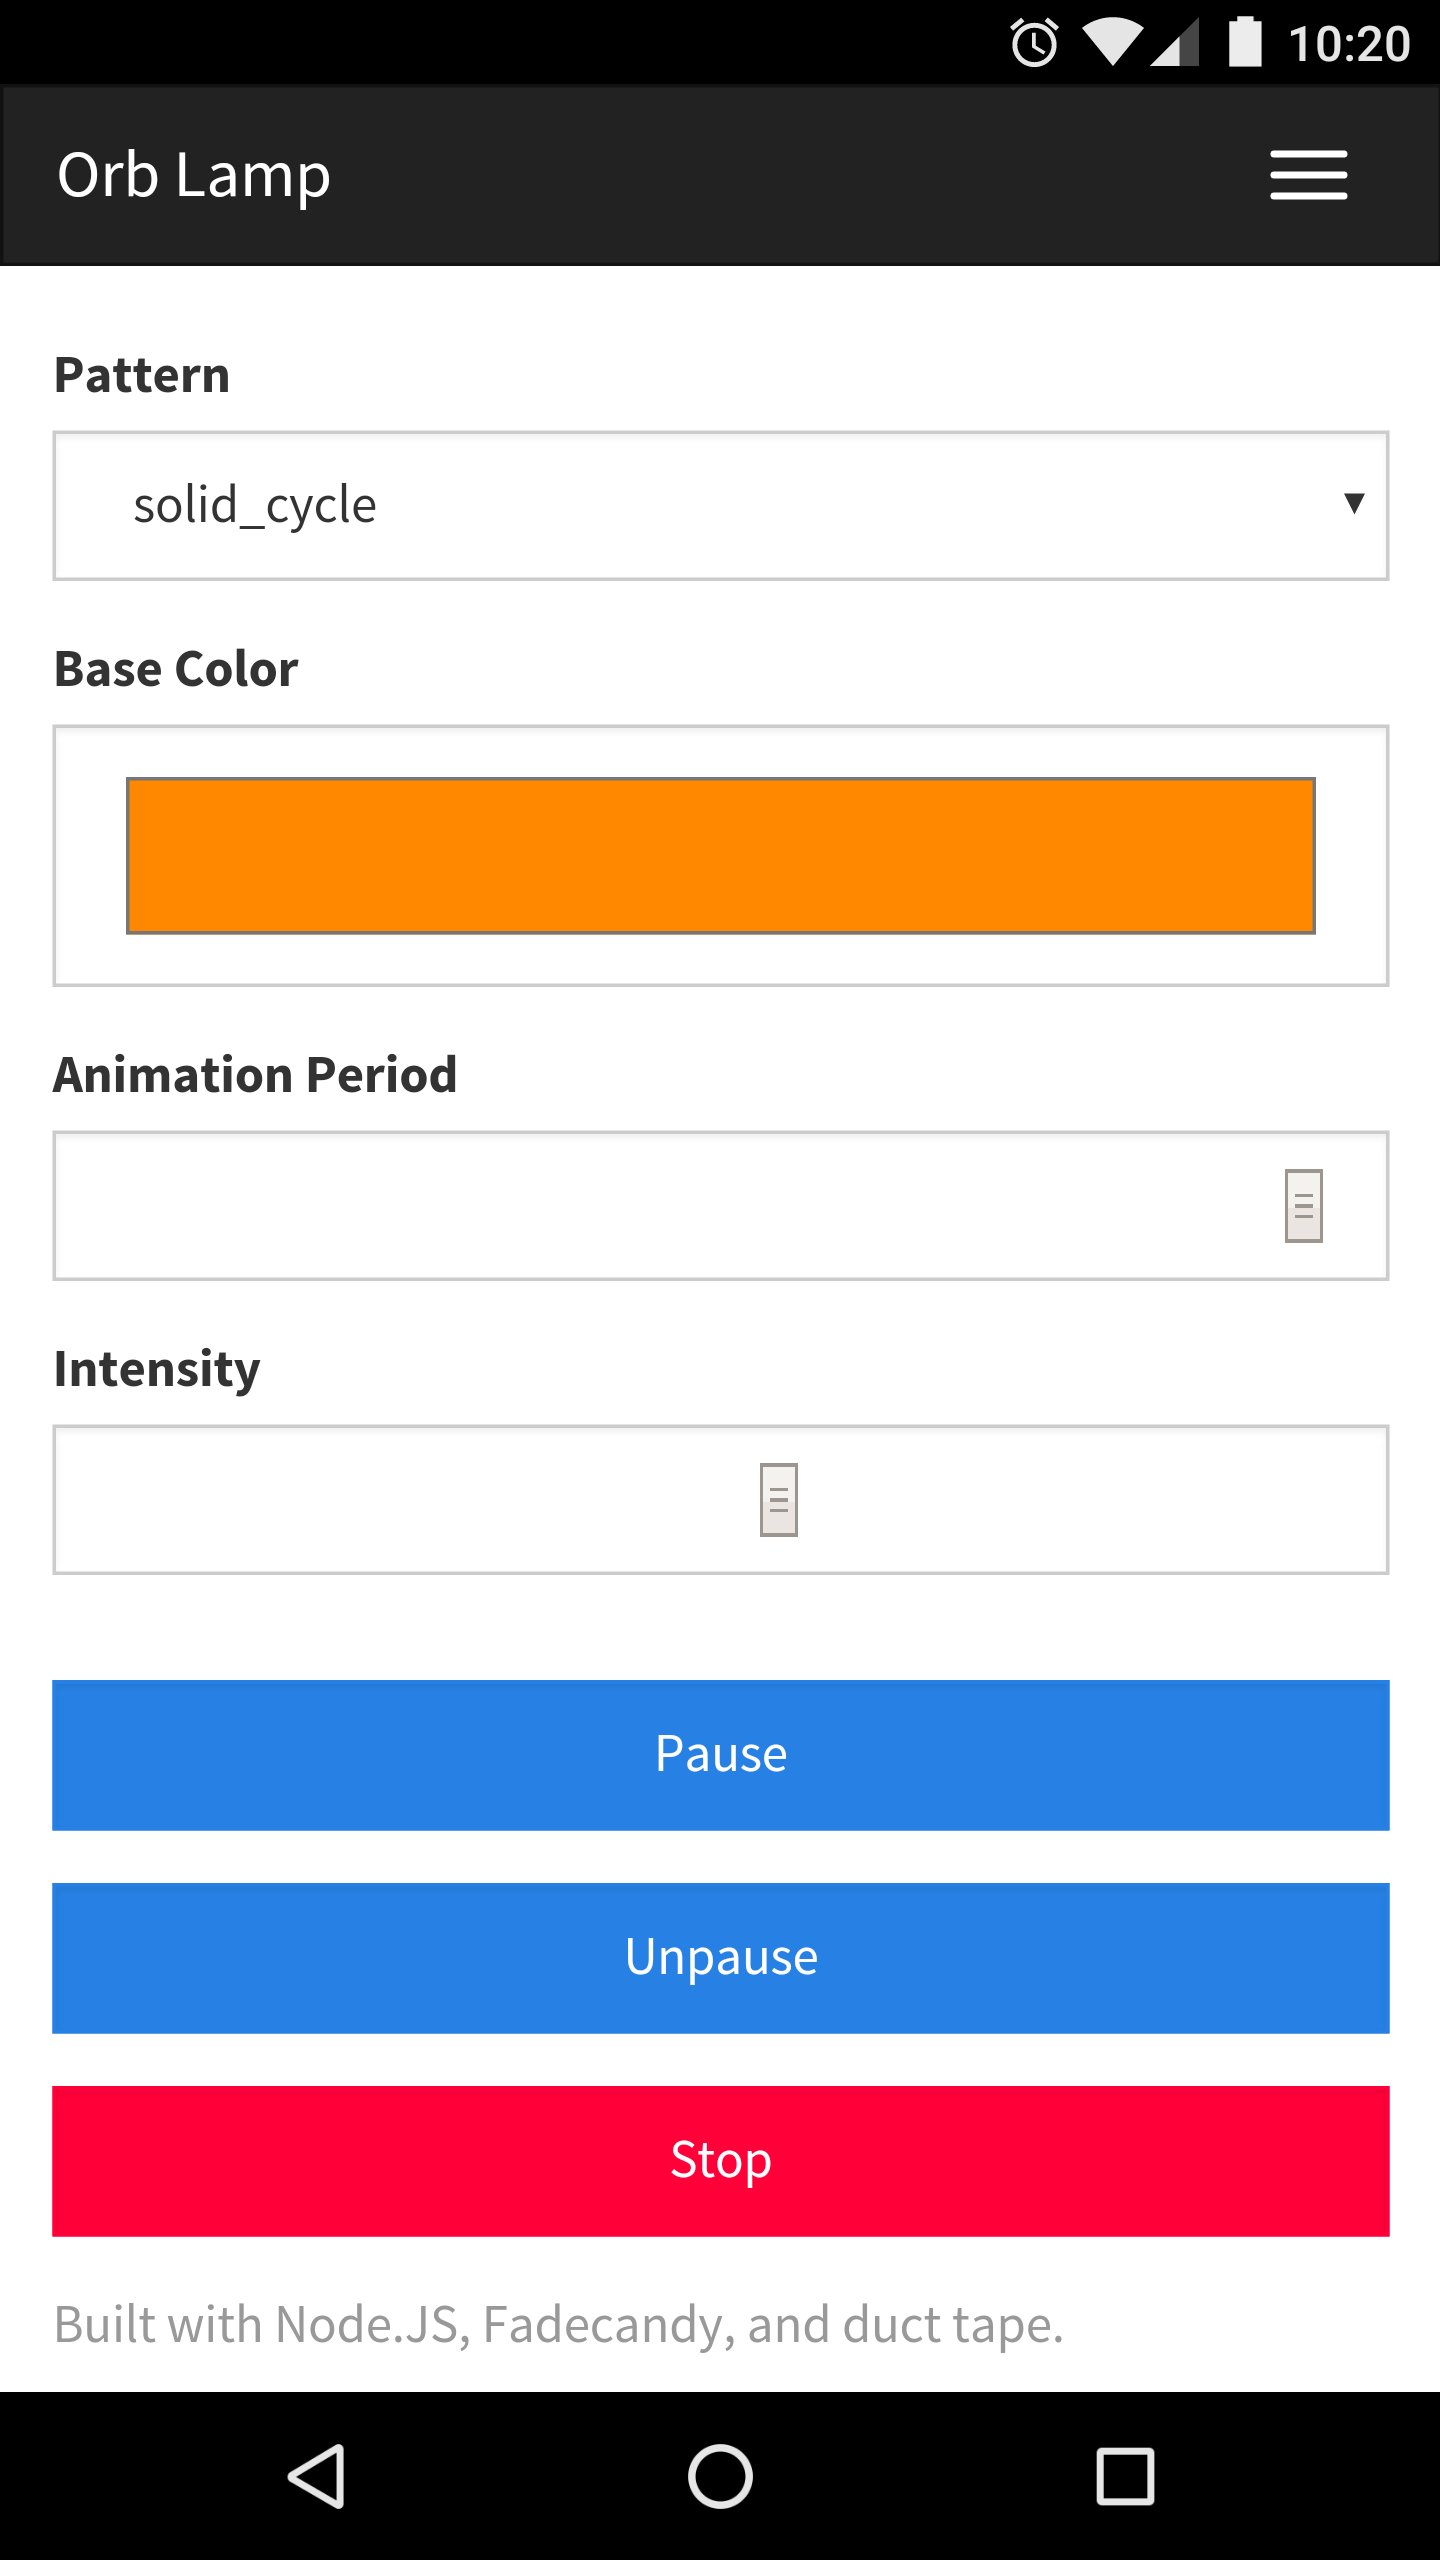 10:20
Orb Lamp
Pattern
solid_cycle
Base Color
Animation Period
Intensity
Pause
Unpause
Stop
Built with Node.JS, Fadecandy, and duct tape.